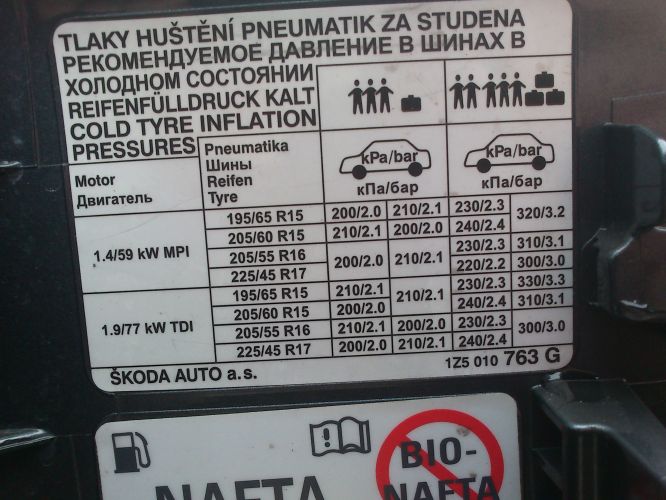 TLAKY HUŠTĚNÍ PNEUMATIK ZA STUDENA
РЕКОМЕНДУЕМОЕ ДАВЛЕНИЕ В ШИНАХ В
ХОЛОДНОМ СОСТОЯНИИ
REIFENFÜLLDRUCK KALT
COLD TYRE INFLATION
PRESSURES
Motor
Двигатель
Pneumatika
Шины
Reifen
Tyre
kPa/bar
кПа/бар
kPa/bar
кПа/бар
1.4/59 kW MPI
195/65 R15 200/2.0 210/2.1 230/2.3 320/3.2
205/60 R15 210/2.1 200/2.0 240/2.4
205/55 R16 200/2.0 210/2.1 230/2.3 310/3.1
225/45 R17 220/2.2 300/3.0
1.9/77 kW TDI
195/65 R15 210/2.1 210/2.1 230/2.3 330/3.3
205/60 R15 200/2.0 240/2.4 310/3.1
205/55 R16 210/2.1 200/2.0 230/2.3 300/3.0
225/45 R17 200/2.0 210/2.1 240/2.4
ŠKODA AUTO a.s. 1Z5 010 763 G
BIO-
NAFTA NAFTA